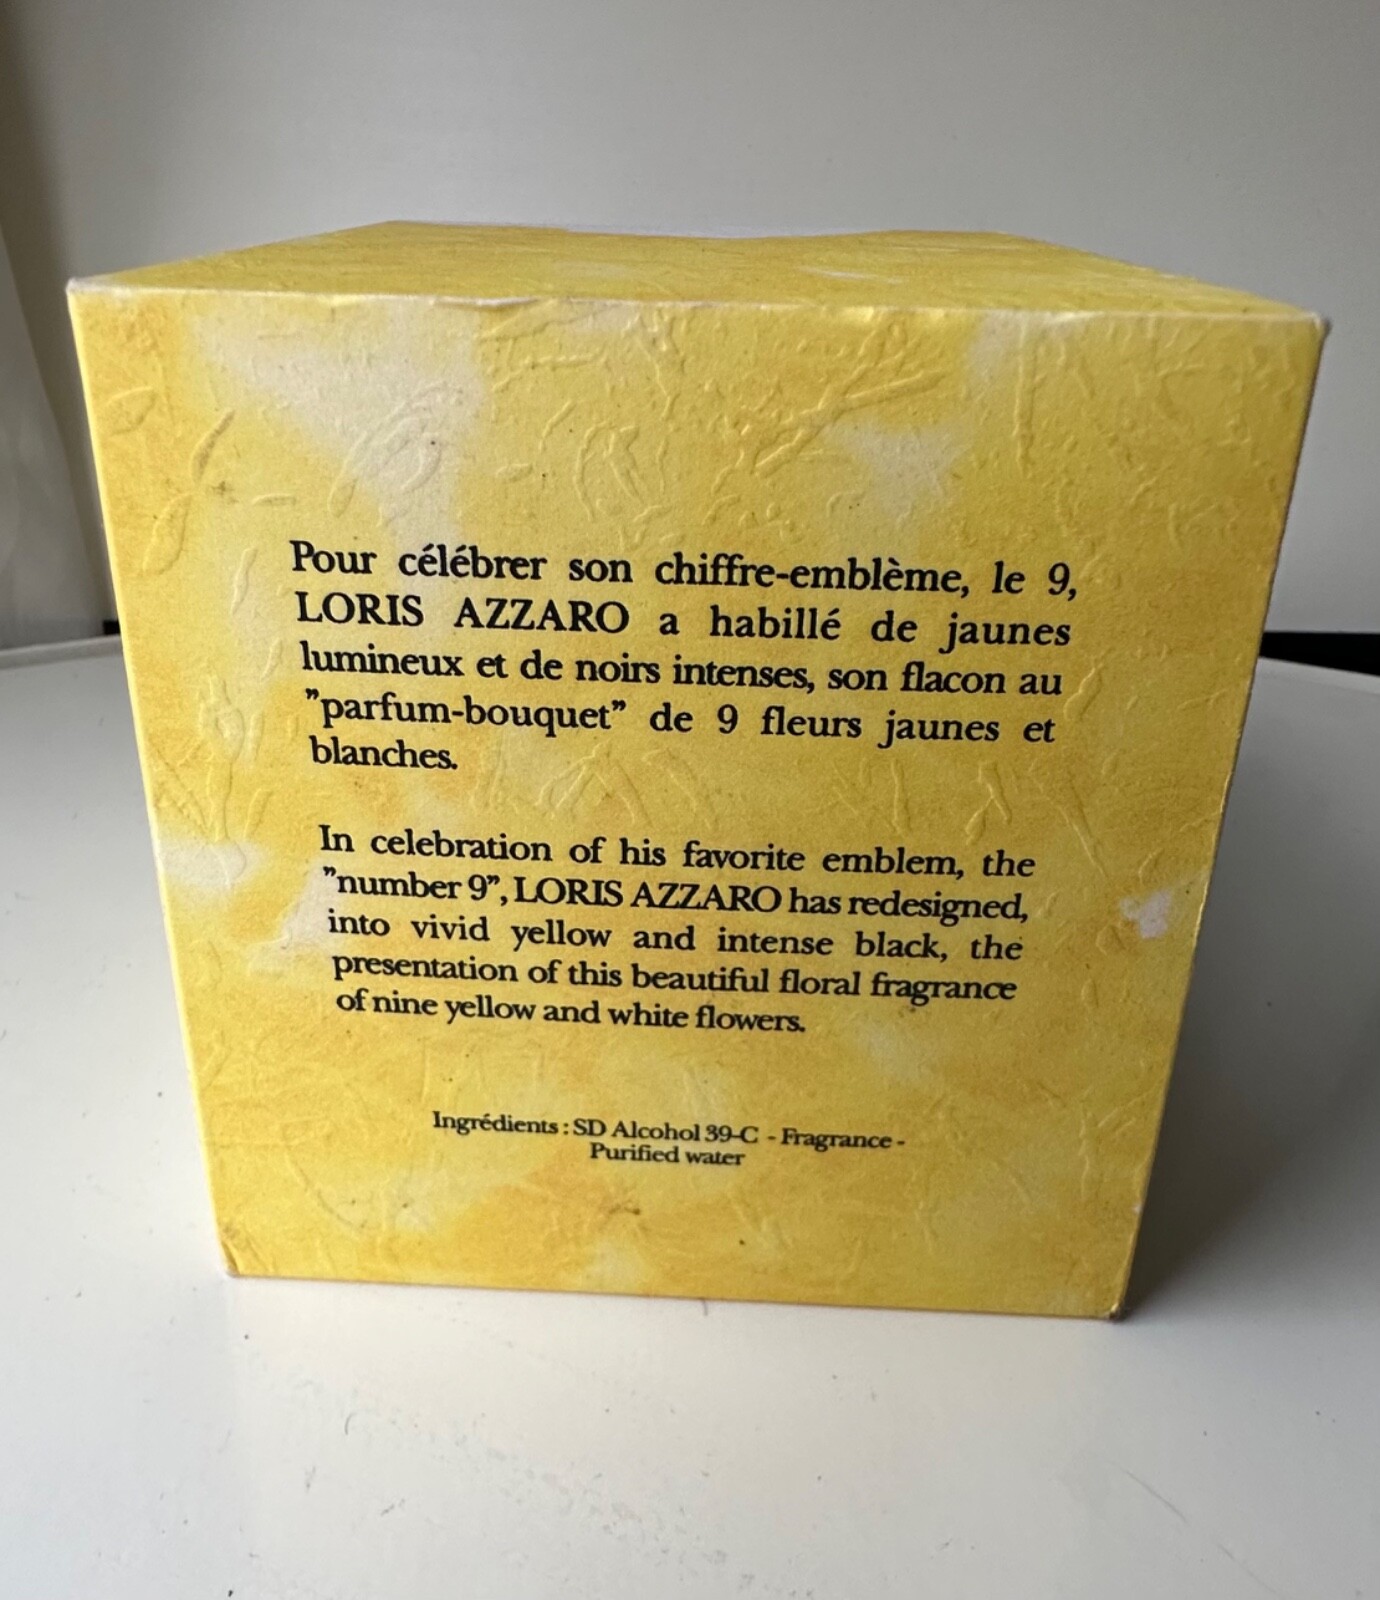 Pour célébrer son chiffre-emblème, le 9,
LORIS AZZARO a habillé de jaunes
lumineux et de noirs intenses, son flacon au
"parfum-bouquet" de 9 fleurs jaunes et
blanches.
In celebration of his favorite emblem, the
"number 9", LORIS AZZARO has redesigned,
into vivid yellow and intense black, the
presentation of this beautiful floral fragrance
of nine yellow and white flowers.
Ingrédients : SD Alcohol 39-C - Fragrance -
Purified water